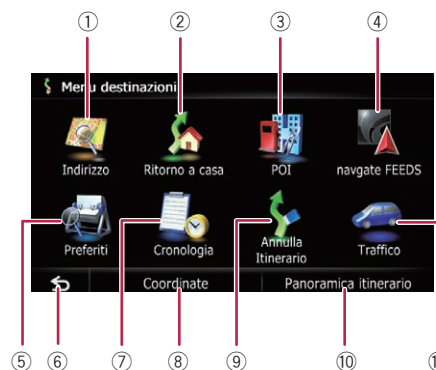 ① ② ③ ④
Menu destinazioni
Indirizzo Ritorno a casa POI navgate FEEDS
Preferiti Cronologia Annulla Itinerario Traffico
Coordinate Panoramica itinerario
⑤ ⑥ ⑦ ⑧ ⑨ ⑩